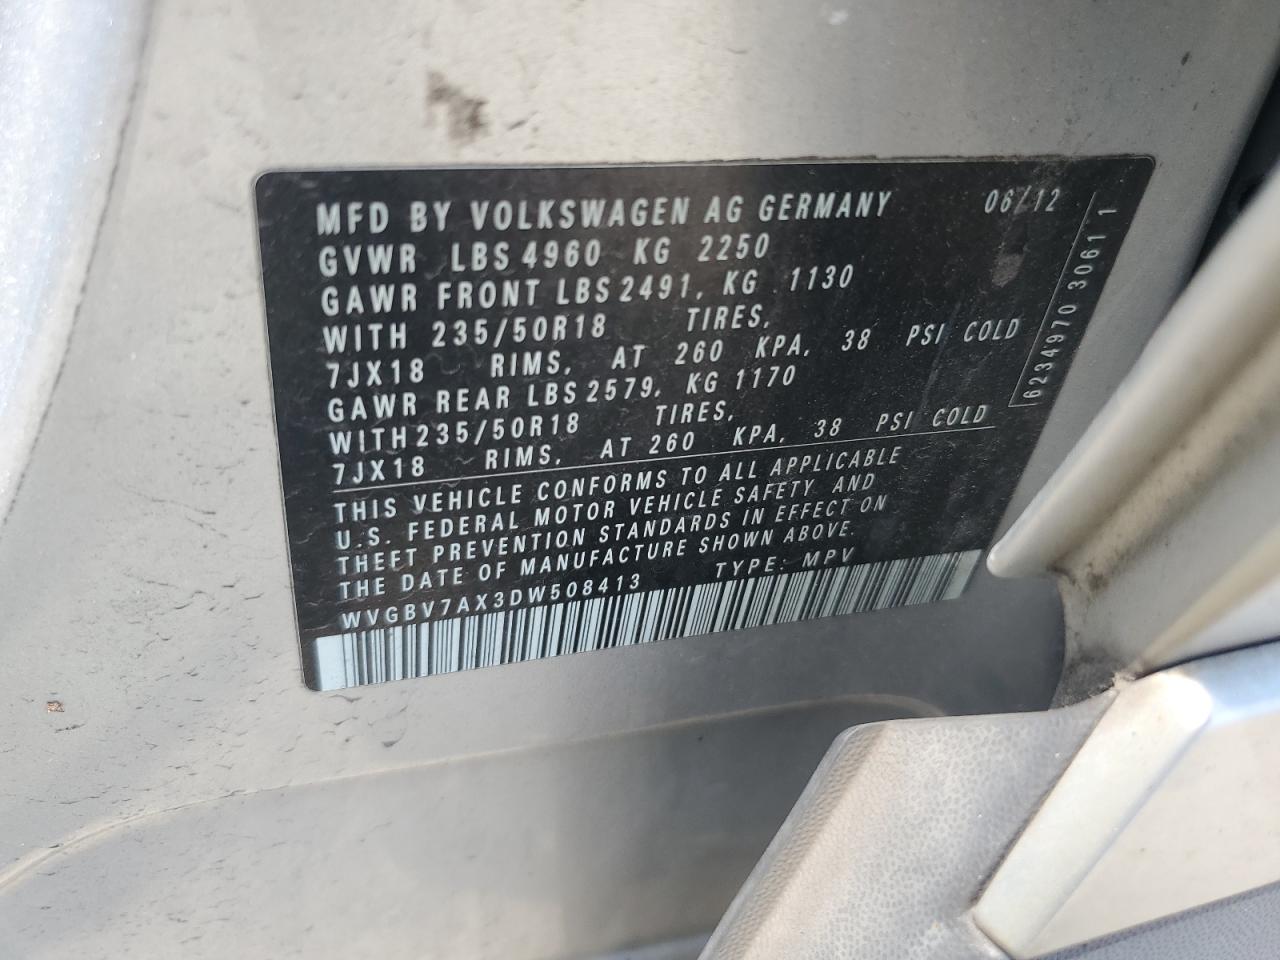 MFD BY VOLKSWAGEN AG GERMANY 06/12
GVWR LBS 4960 KG 2250
GAWR FRONT LBS 2491, KG 1130
WITH 235/50R18 TIRES,
7JX18 RIMS, AT 260 KPA, 38 PSI COLD
GAWR REAR LBS 2579, KG 1170
WITH 235/50R18 TIRES,
7JX18 RIMS, AT 260 KPA, 38 PSI COLD
THIS VEHICLE CONFORMS TO ALL APPLICABLE
U.S. FEDERAL MOTOR VEHICLE SAFETY AND
THEFT PREVENTION STANDARDS IN EFFECT ON
THE DATE OF MANUFACTURE SHOWN ABOVE.
WVGBV7AX3DW508413 TYPE: MPV
6234970 3061 1